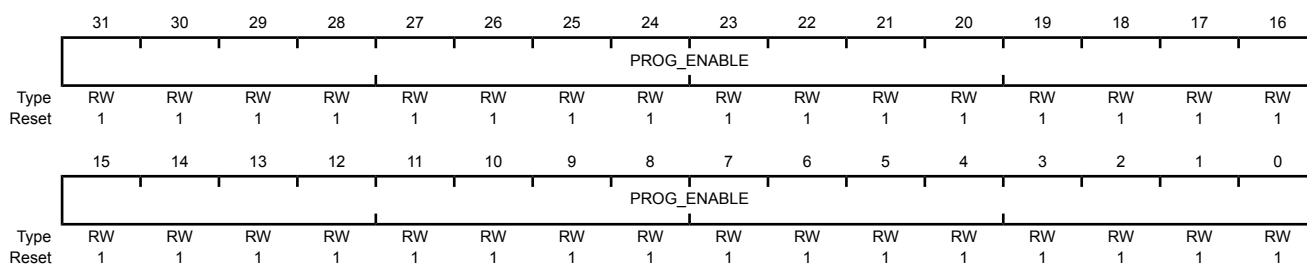 31 30 29 28 27 26 25 24 23 22 21 20 19 18 17 16
PROG_ENABLE
Type RW RW RW RW RW RW RW RW RW RW RW RW RW RW RW RW
Reset 1 1 1 1 1 1 1 1 1 1 1 1 1 1 1 1
15 14 13 12 11 10 9 8 7 6 5 4 3 2 1 0
PROG_ENABLE
Type RW RW RW RW RW RW RW RW RW RW RW RW RW RW RW RW
Reset 1 1 1 1 1 1 1 1 1 1 1 1 1 1 1 1